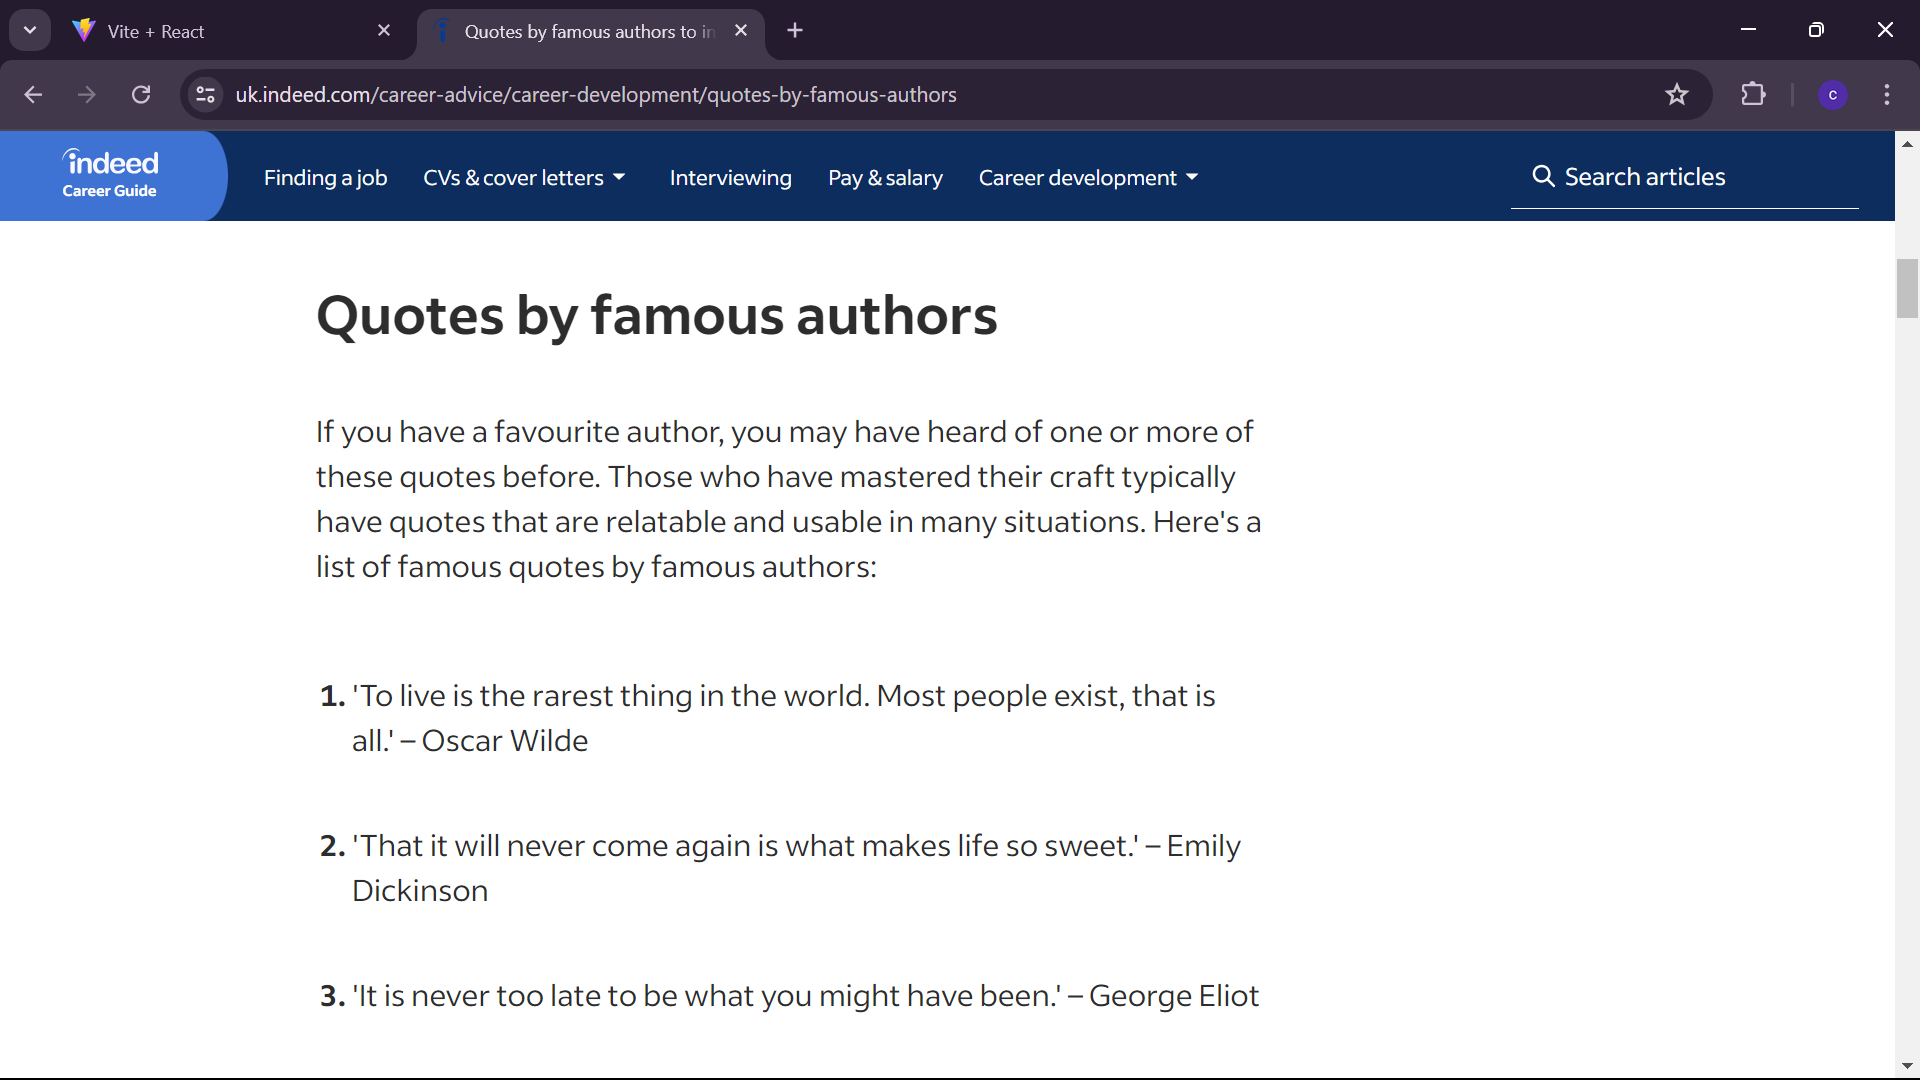 Vite + React
Quotes by famous authors to in
uk.indeed.com/career-advice/career-development/quotes-by-famous-authors
c
indeed
Career Guide
Finding a job
CVs & cover letters
Interviewing
Pay & salary
Career development
Search articles
Quotes by famous authors
If you have a favourite author, you may have heard of one or more of
these quotes before. Those who have mastered their craft typically
have quotes that are relatable and usable in many situations. Here's a
list of famous quotes by famous authors:
1. 'To live is the rarest thing in the world. Most people exist, that is
all.' – Oscar Wilde
2. 'That it will never come again is what makes life so sweet.' – Emily
Dickinson
3. 'It is never too late to be what you might have been.' – George Eliot